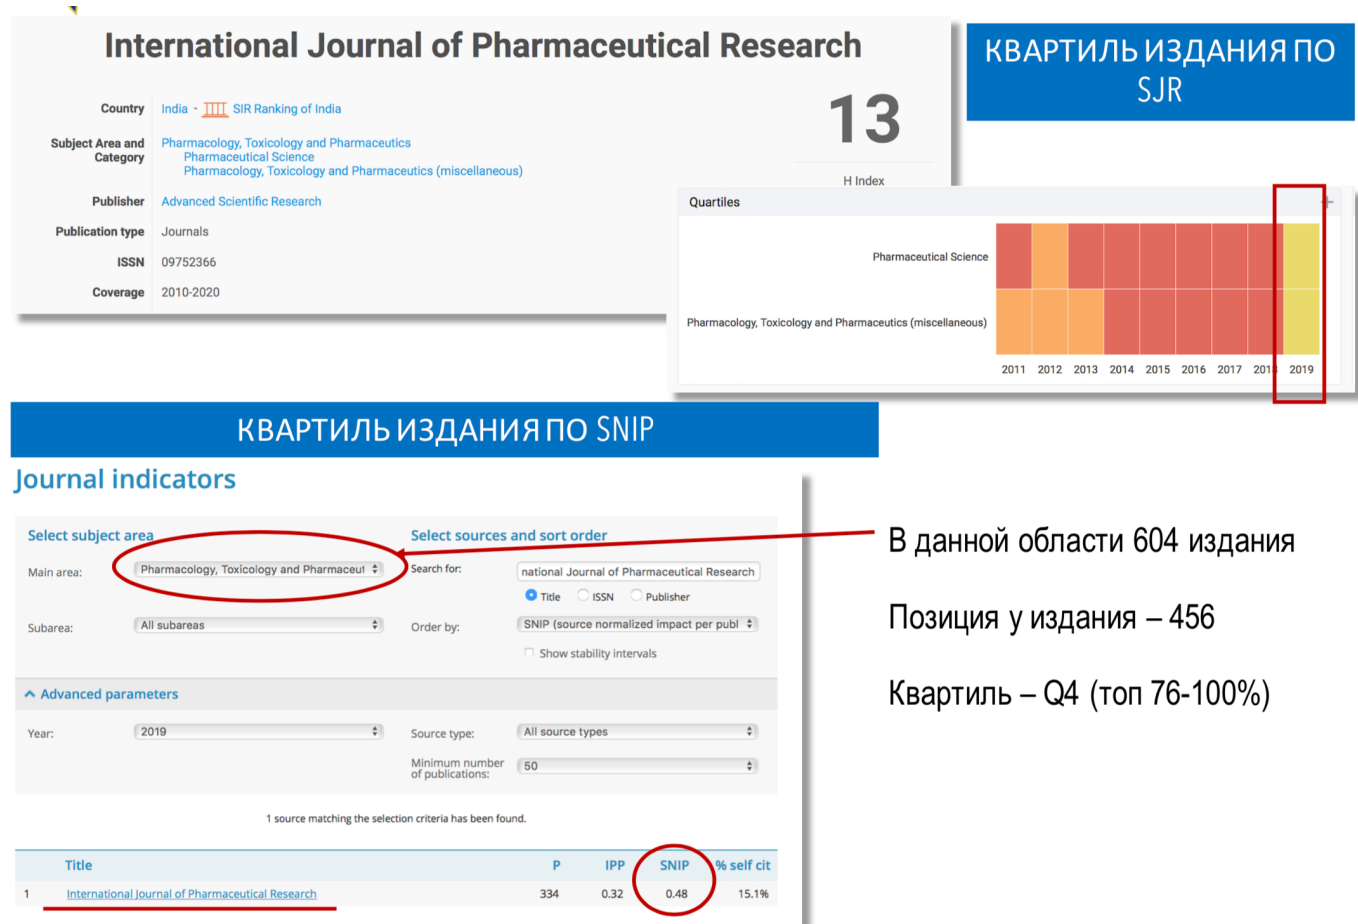 International Journal of Pharmaceutical Research
КВАРТИЛЬ ИЗДАНИЯ ПО
SJR
Country India - SIR Ranking of India
13
H Index
Subject Area and Category
Pharmacology, Toxicology and Pharmaceutics
Pharmaceutical Science
Pharmacology, Toxicology and Pharmaceutics (miscellaneous)
Publisher Advanced Scientific Research
Publication type Journals
ISSN 09752366
Coverage 2010-2020
Quartiles
Pharmaceutical Science
Pharmacology, Toxicology and Pharmaceutics (miscellaneous)
2011 2012 2013 2014 2015 2016 2017 2018 2019
КВАРТИЛЬ ИЗДАНИЯ ПО SNIP
Journal indicators
Select subject area
Main area: Pharmacology, Toxicology and Pharmaceut
Subarea: All subareas
Select sources and sort order
Search for: national Journal of Pharmaceutical Research
Title ISSN Publisher
Order by: SNIP (source normalized impact per publ
Show stability intervals
Advanced parameters
Year: 2019
Source type: All source types
Minimum number
of publications: 50
1 source matching the selection criteria has been found.
Title P IPP SNIP % self cit
1 International Journal of Pharmaceutical Research 334 0.32 0.48 15.1%
В данной области 604 издания
Позиция у издания – 456
Квартиль – Q4 (топ 76-100%)